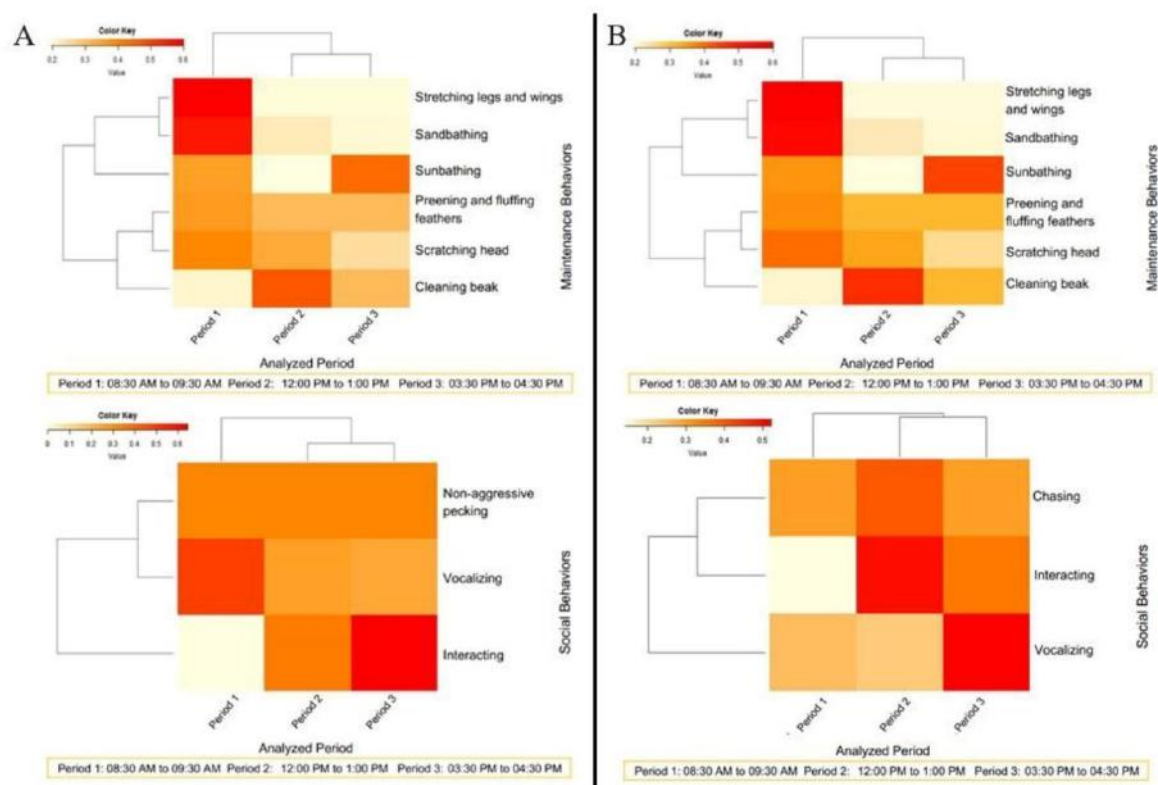 A
Color Key
0.2 0.3 0.4 0.5 0.6
Value
Stretching legs and wings
Sandbathing
Sunbathing
Preening and fluffing
feathers
Scratching head
Cleaning beak
Maintenance Behaviors
Period 1
Period 2
Period 3
Analyzed Period
Period 1: 08:30 AM to 09:30 AM Period 2: 12:00 PM to 1:00 PM Period 3: 03:30 PM to 04:30 PM
Color Key
0 0.1 0.2 0.3 0.4 0.5 0.6
Value
Non-aggressive
pecking
Vocalizing
Interacting
Social Behaviors
Period 1
Period 2
Period 3
Analyzed Period
Period 1: 08:30 AM to 09:30 AM Period 2: 12:00 PM to 1:00 PM Period 3: 03:30 PM to 04:30 PM
B
Color Key
0.2 0.3 0.4 0.5 0.6
Value
Stretching legs
and wings
Sandbathing
Sunbathing
Preening and
fluffing feathers
Scratching head
Cleaning beak
Maintenance Behaviors
Period 1
Period 2
Period 3
Analyzed Period
Period 1: 08:30 AM to 09:30 AM Period 2: 12:00 PM to 1:00 PM Period 3: 03:30 PM to 04:30 PM
Color Key
0.2 0.3 0.4 0.5
Value
Chasing
Interacting
Vocalizing
Social Behaviors
Period 1
Period 2
Period 3
Analyzed Period
Period 1: 08:30 AM to 09:30 AM Period 2: 12:00 PM to 1:00 PM Period 3: 03:30 PM to 04:30 PM